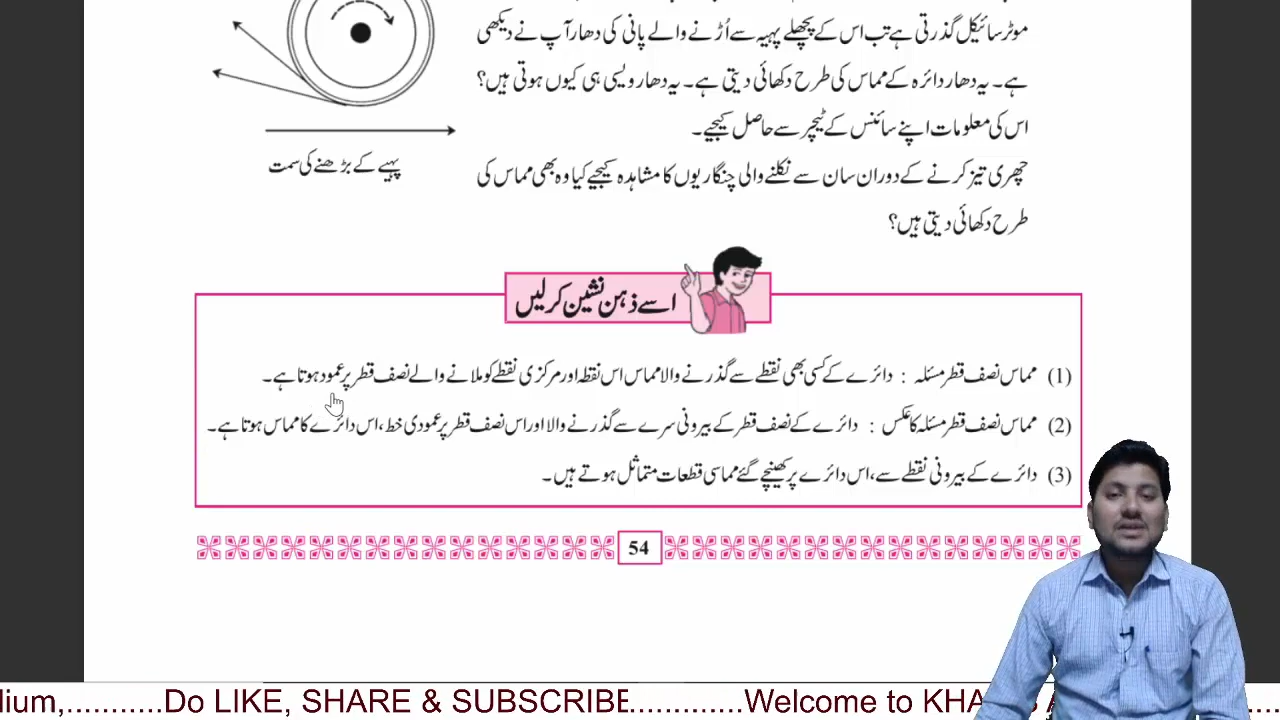 موٹر سائیکل گذرتی ہے تب اس کے پچھلے پہیہ سے اُڑنے والے پانی کی دھار آپ نے دیکھی
ہے۔ یہ دھار دائرہ کے مماس کی طرح دکھائی دیتی ہے۔ یہ دھار ویسی ہی کیوں ہوتی ہیں؟
اس کی معلومات اپنے سائنس کے ٹیچر سے حاصل کیجیے۔
پہیے کے بڑھنے کی سمت
چھری تیز کرنے کے دوران سان سے نکلنے والی چنگاریوں کا مشاہدہ کیجیے کیا وہ بھی مماس کی
طرح دکھائی دیتی ہیں؟
اسے ذہن نشین کرلیں
(1) مماس نصف قطر مسئلہ : دائرے کے کسی بھی نقطے سے گذرنے والا مماس اس نقطہ اور مرکزی نقطے کو ملانے والے نصف قطر پر عمود ہوتا ہے۔
(2) مماس نصف قطر مسئلہ کا عکس : دائرے کے نصف قطر کے بیرونی سرے سے گذرنے والا اور اس نصف قطر پر عمودی خط، اس دائرے کا مماس ہوتا ہے۔
(3) دائرے کے بیرونی نقطے سے، اس دائرے پر کھینچے گئے مماسی قطعات متماثل ہوتے ہیں۔
54
dium,..........Do LIKE, SHARE & SUBSCRIBE.............Welcome to KHA